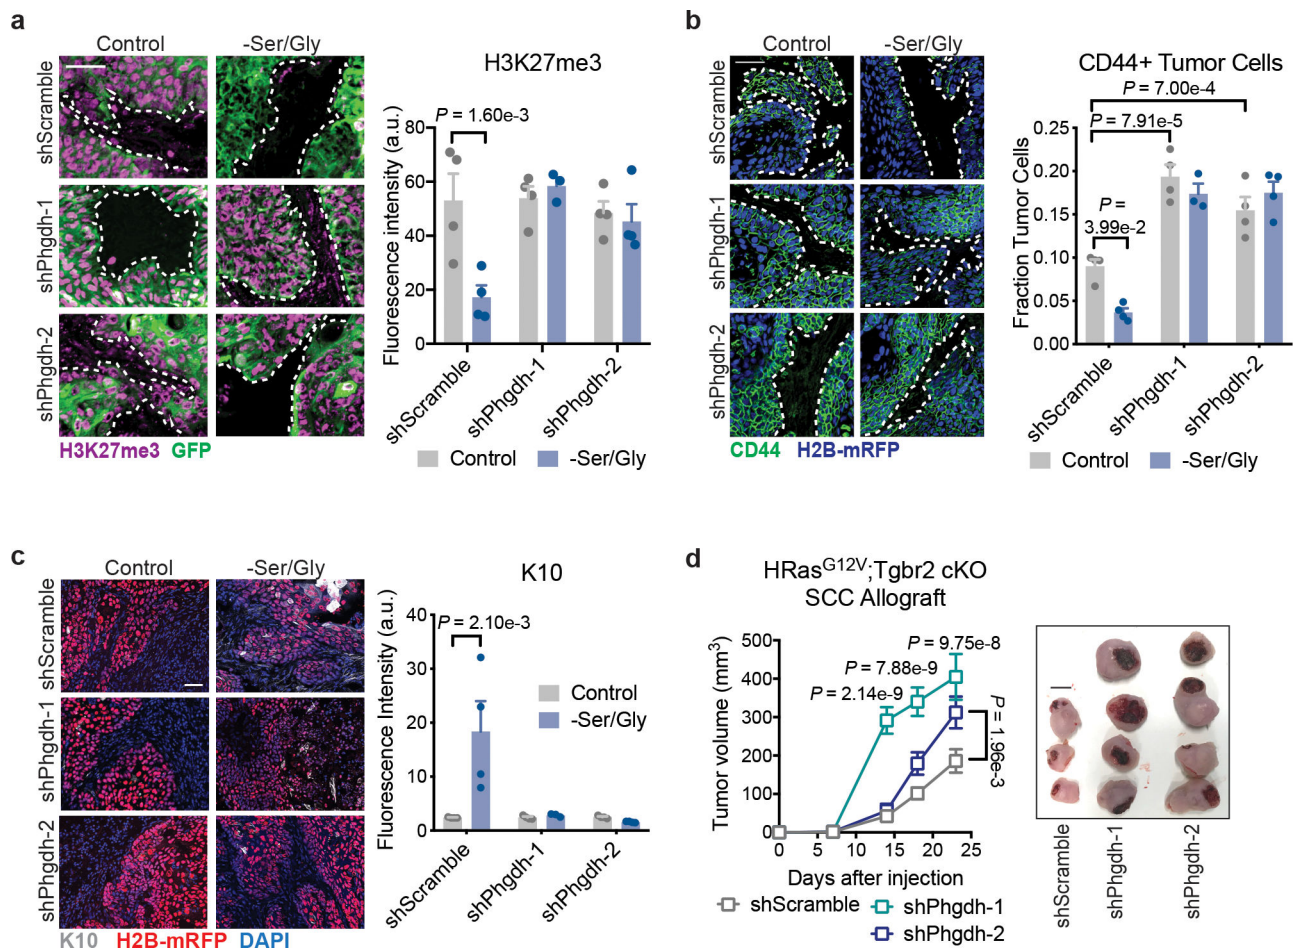 a
Control
-Ser/Gly
shScramble
shPhgdh-1
shPhgdh-2
H3K27me3 GFP
H3K27me3
P = 1.60e-3
Fluorescence intensity (a.u.)
80
60
40
20
0
shScramble
shPhgdh-1
shPhgdh-2
Control
-Ser/Gly
b
Control
-Ser/Gly
shScramble
shPhgdh-1
shPhgdh-2
CD44 H2B-mRFP
CD44+ Tumor Cells
P = 7.00e-4
P = 7.91e-5
P =
3.99e-2
Fraction Tumor Cells
0.25
0.20
0.15
0.10
0.05
0.00
shScramble
shPhgdh-1
shPhgdh-2
Control
-Ser/Gly
c
Control
-Ser/Gly
shScramble
shPhgdh-1
shPhgdh-2
K10 H2B-mRFP DAPI
K10
P = 2.10e-3
Fluorescence Intensity (a.u.)
40
30
20
10
0
Control
-Ser/Gly
shScramble
shPhgdh-1
shPhgdh-2
d
HRasG12V;Tgbr2 cKO
SCC Allograft
P = 9.75e-8
P = 7.88e-9
P = 2.14e-9
P = 1.96e-3
Tumor volume (mm3)
500
400
300
200
100
0
0 5 10 15 20 25
Days after injection
shScramble
shPhgdh-1
shPhgdh-2
shScramble
shPhgdh-1
shPhgdh-2